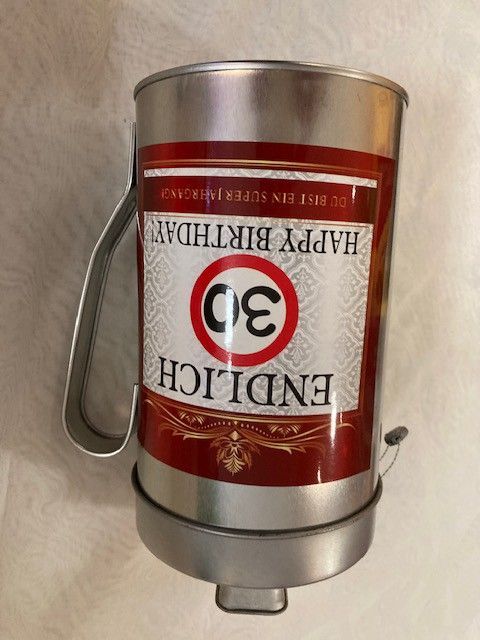 ENDLICH
30
HAPPY BIRTHDAY!
DU BIST EIN SUPER JAHRGANG!